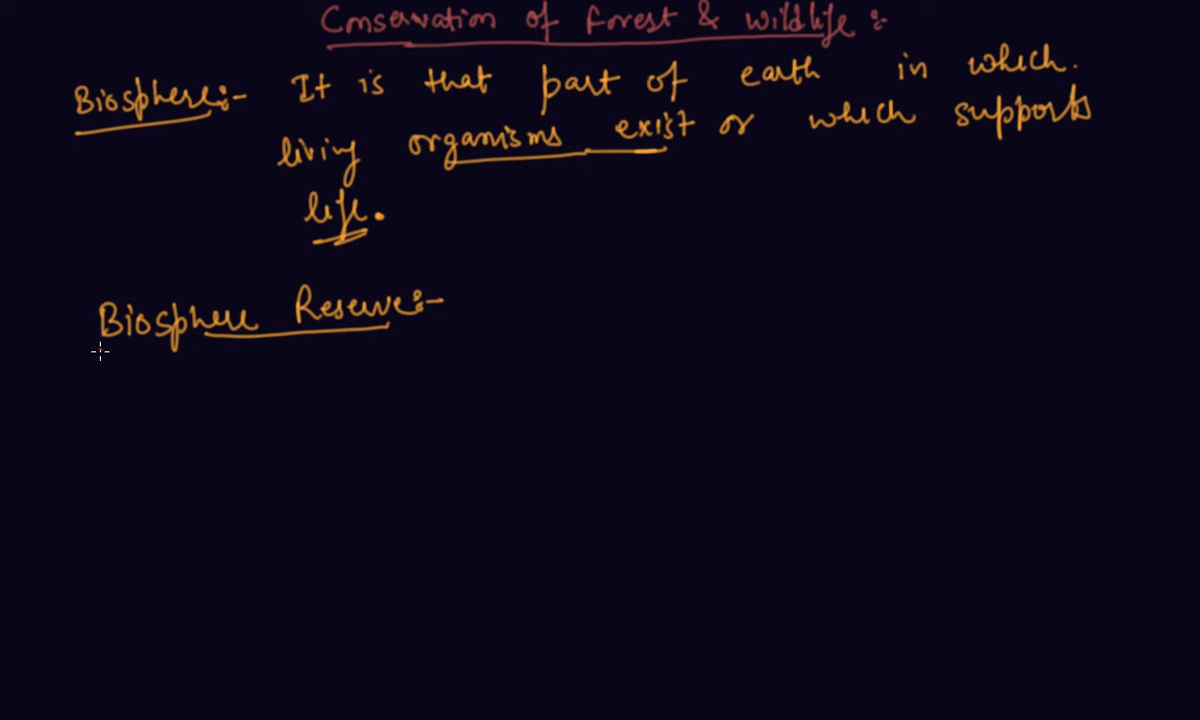 Conservation of Forest & Wildlife :-
Biosphere:- It is that part of earth in which.
living organisms exist or which supports
life.
Biosphere Reserve:-